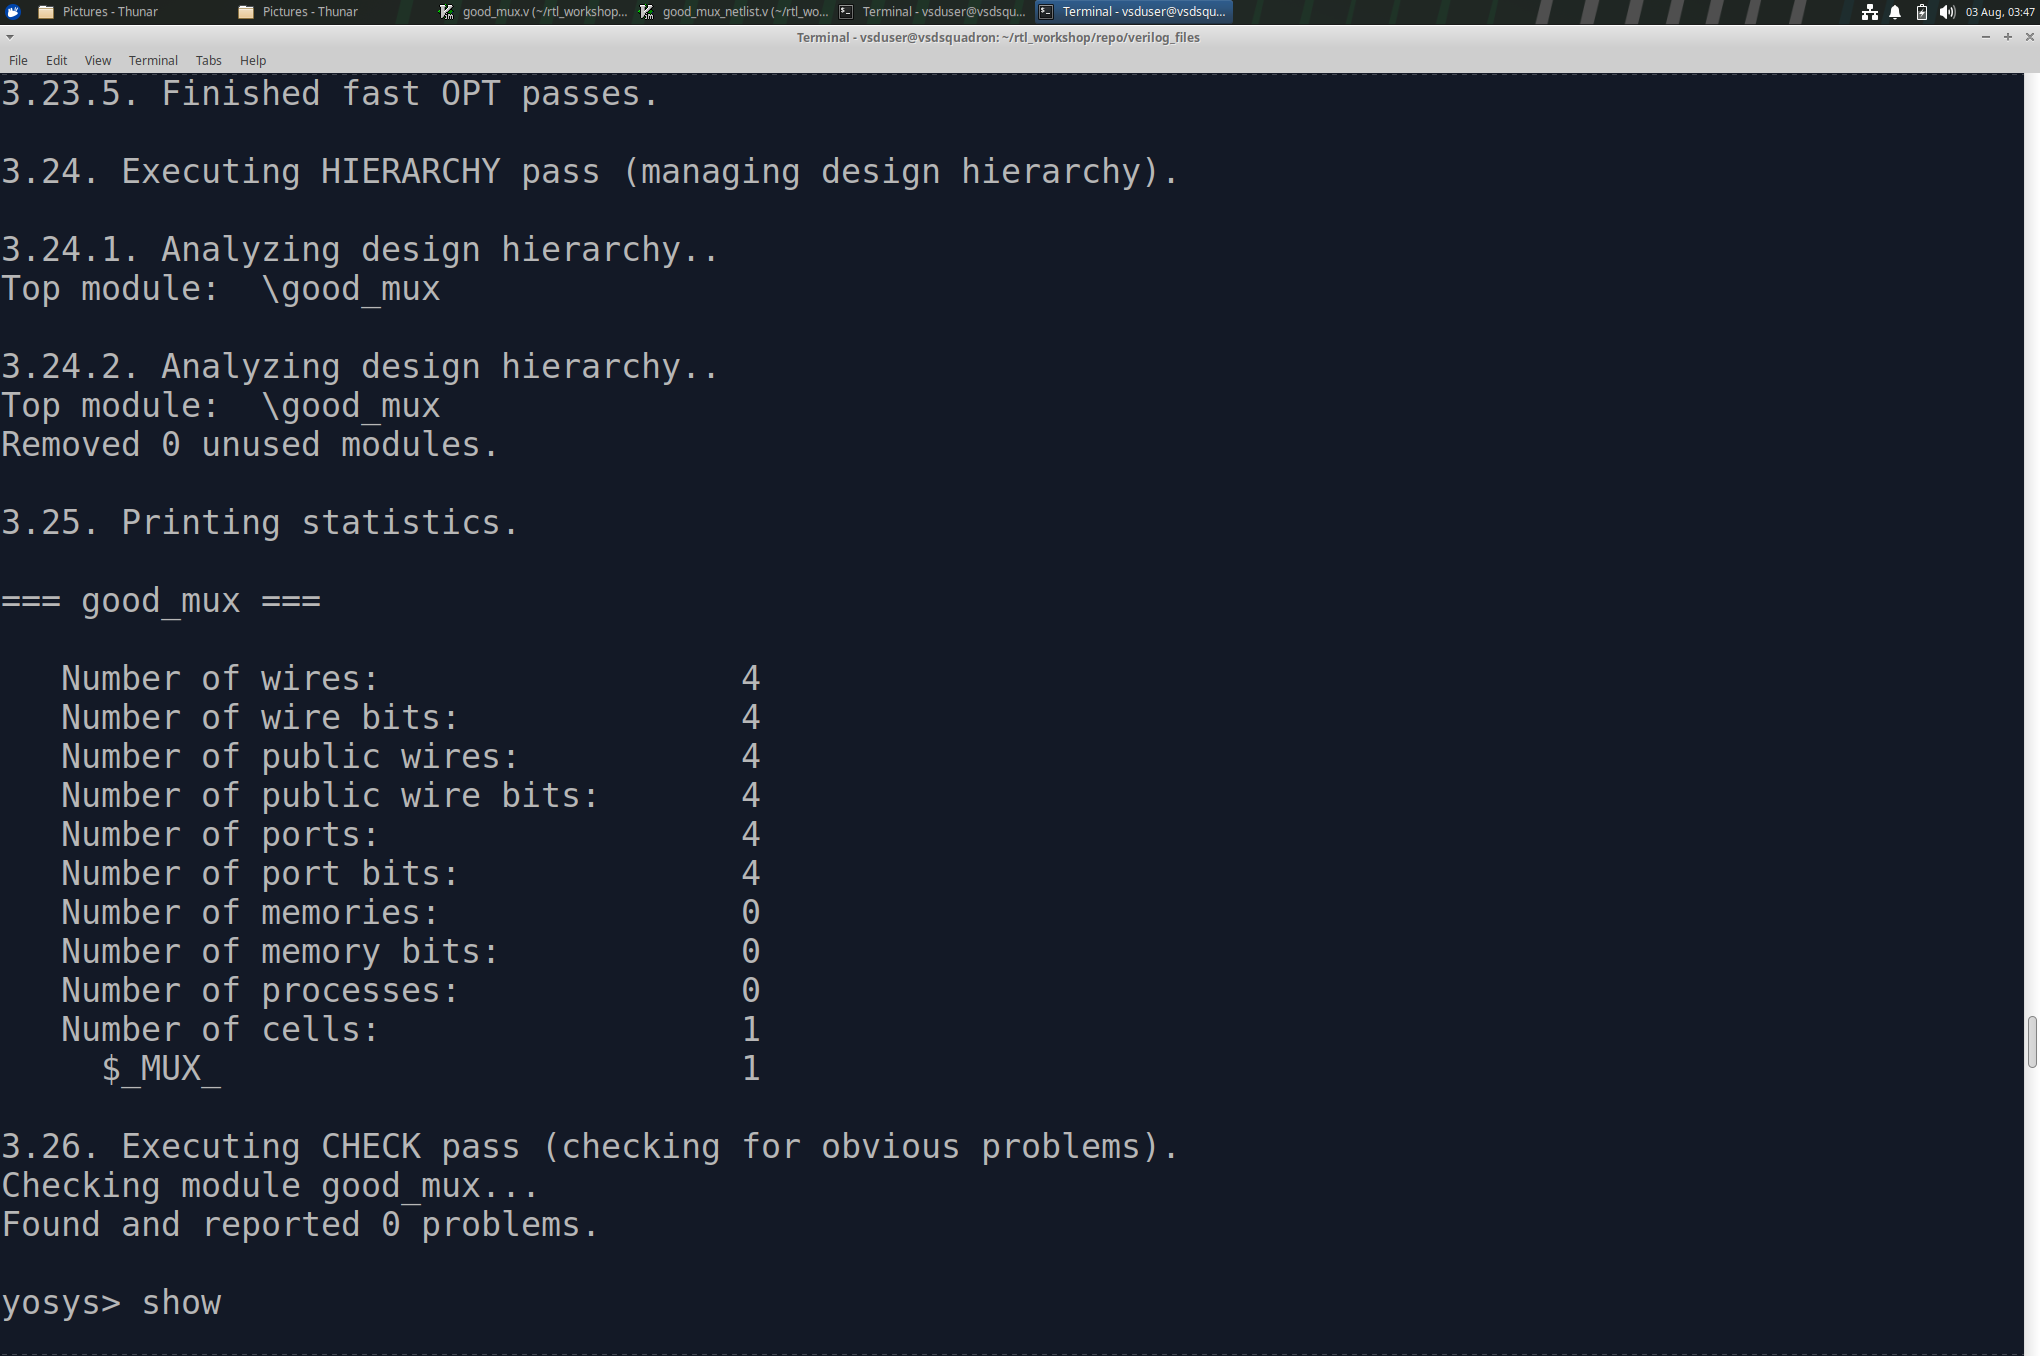 Pictures - Thunar
Pictures - Thunar
good_mux.v (~/rtl_workshop...
good_mux_netlist.v (~/rtl_wo...
Terminal - vsduser@vsdsqu...
Terminal - vsduser@vsdsqu...
03 Aug, 03:47
Terminal - vsduser@vsdsquadron: ~/rtl_workshop/repo/verilog_files
File Edit View Terminal Tabs Help
3.23.5. Finished fast OPT passes.
3.24. Executing HIERARCHY pass (managing design hierarchy).
3.24.1. Analyzing design hierarchy..
Top module:  \good_mux
3.24.2. Analyzing design hierarchy..
Top module:  \good_mux
Removed 0 unused modules.
3.25. Printing statistics.
=== good_mux ===
Number of wires: 4
Number of wire bits: 4
Number of public wires: 4
Number of public wire bits: 4
Number of ports: 4
Number of port bits: 4
Number of memories: 0
Number of memory bits: 0
Number of processes: 0
Number of cells: 1
$_MUX_ 1
3.26. Executing CHECK pass (checking for obvious problems).
Checking module good_mux...
Found and reported 0 problems.
yosys> show